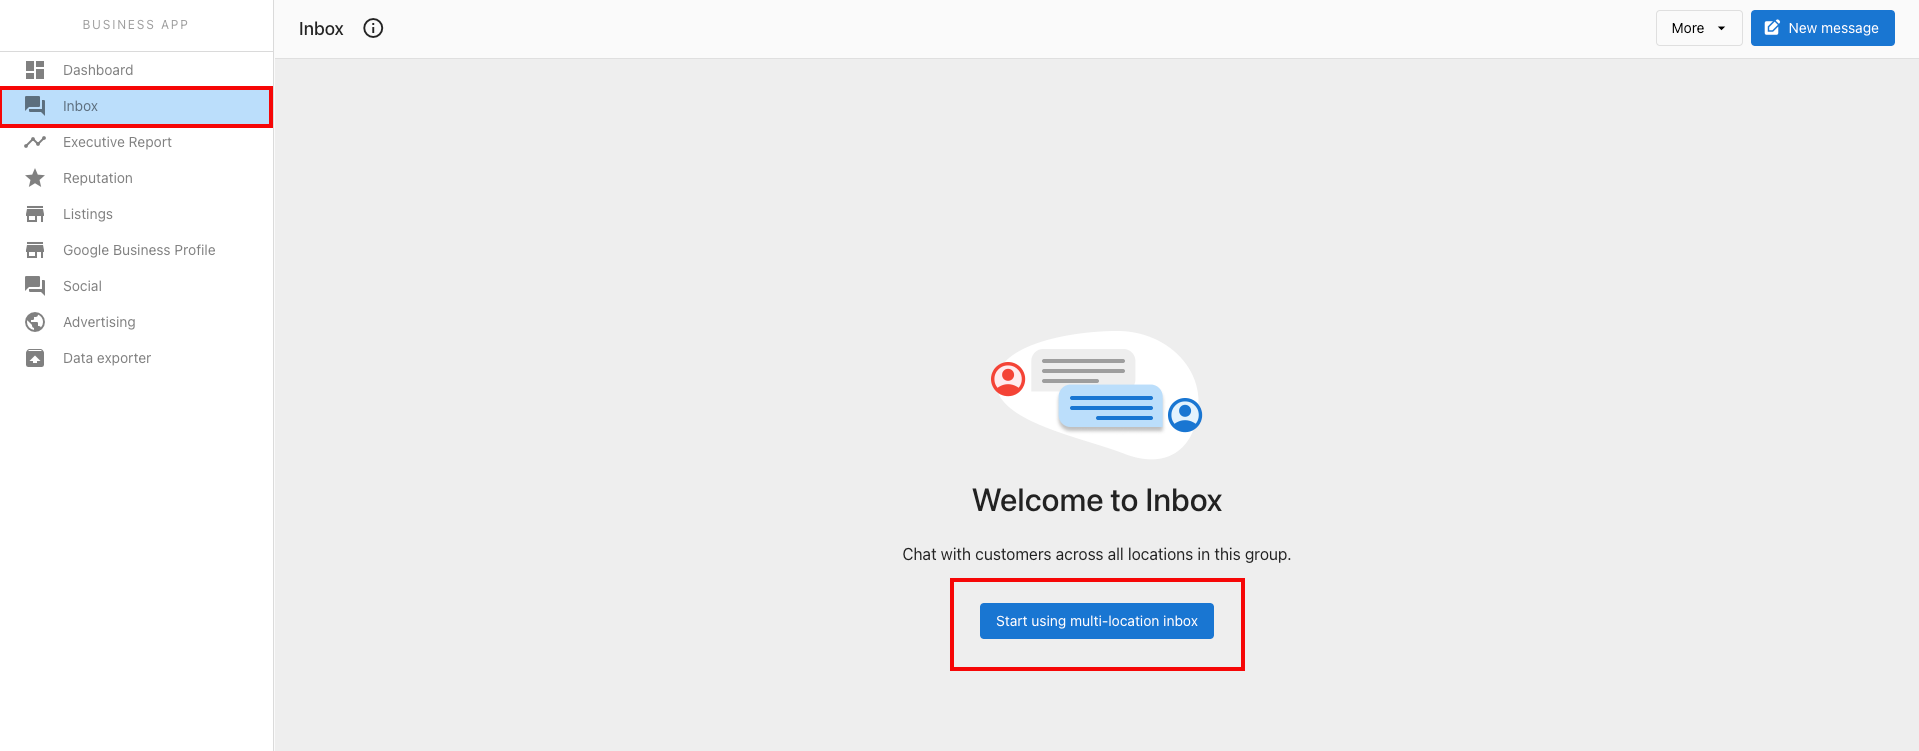 BUSINESS APP
Dashboard
Inbox
Executive Report
Reputation
Listings
Google Business Profile
Social
Advertising
Data exporter
Inbox
More
New message
Welcome to Inbox
Chat with customers across all locations in this group.
Start using multi-location inbox